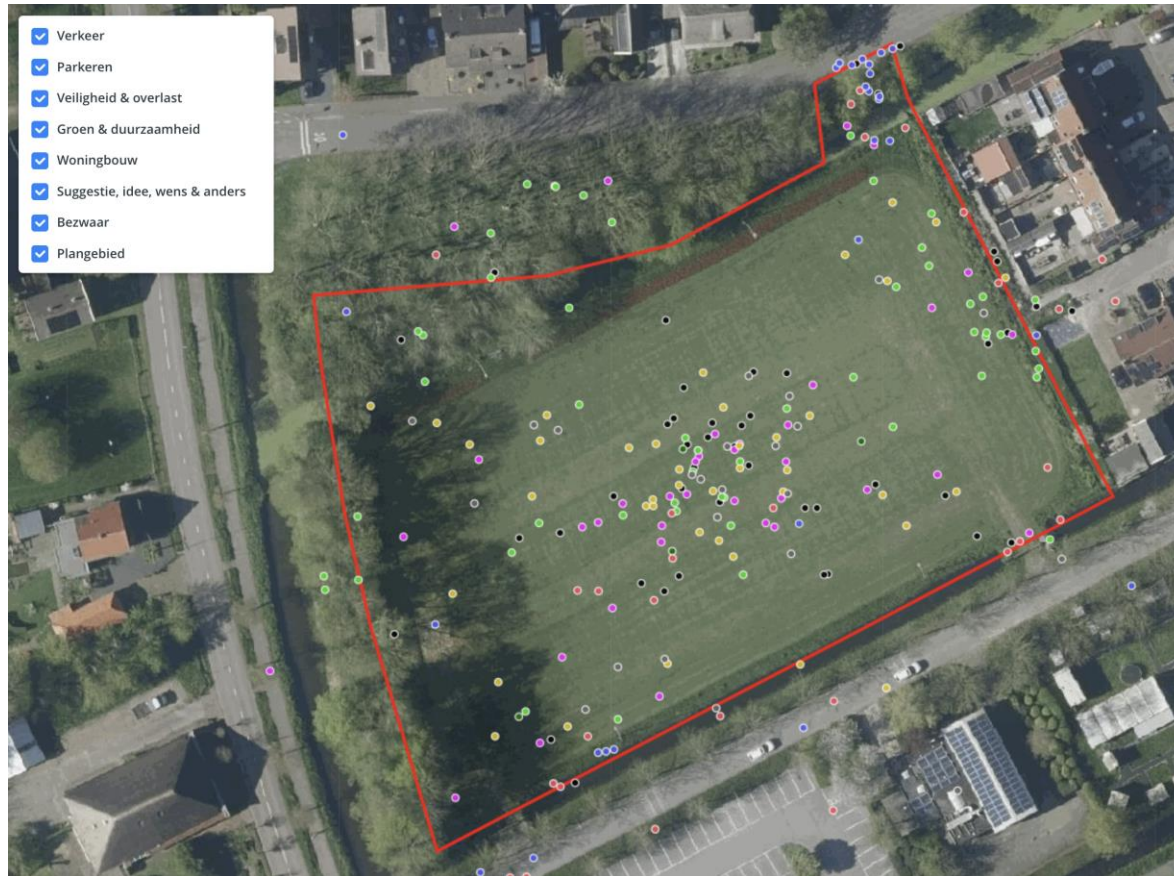 Verkeer
Parkeren
Veiligheid & overlast
Groen & duurzaamheid
Woningbouw
Suggestie, idee, wens & anders
Bezwaar
Plangebied